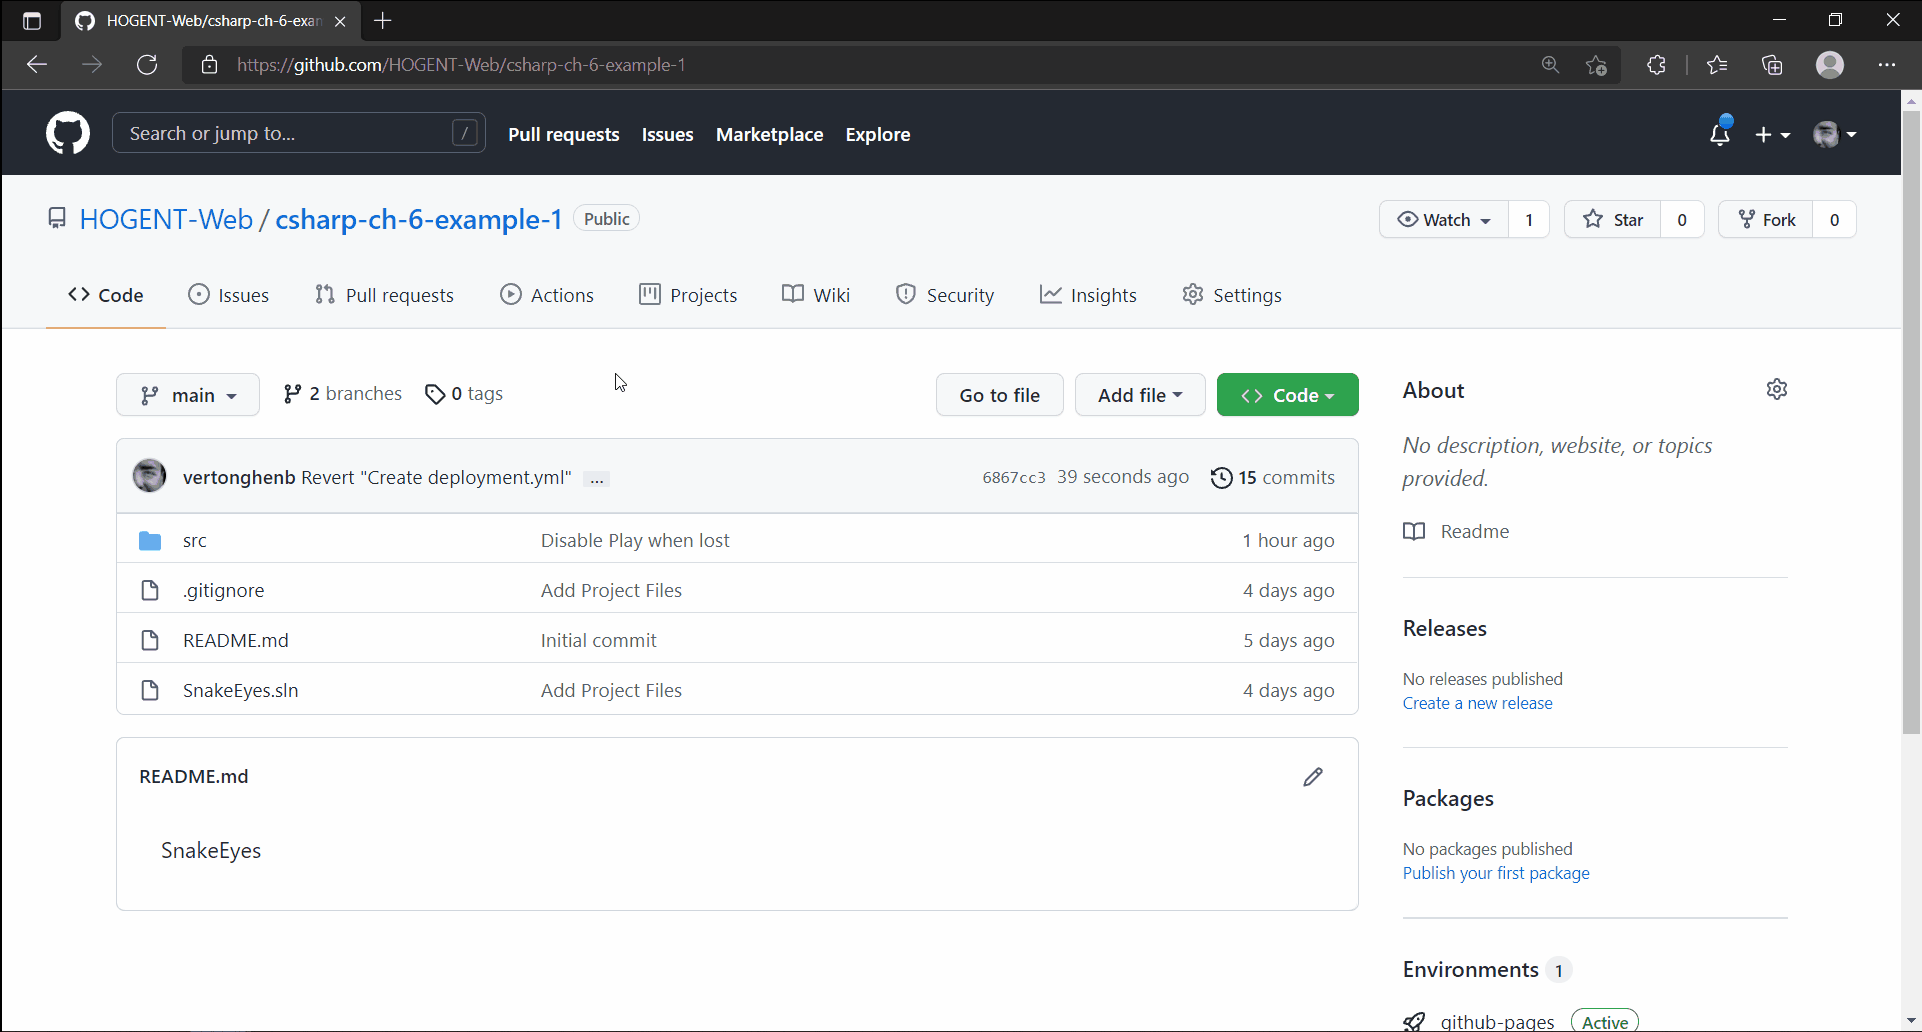 HOGENT-Web/csharp-ch-6-exan
https://github.com/HOGENT-Web/csharp-ch-6-example-1
Search or jump to... /
Pull requests Issues Marketplace Explore
HOGENT-Web / csharp-ch-6-example-1 Public
Watch 1 Star 0 Fork 0
Code Issues Pull requests Actions Projects Wiki Security Insights Settings
main 2 branches 0 tags Go to file Add file Code
vertonghenb Revert "Create deployment.yml" ... 6867cc3 39 seconds ago 15 commits
src Disable Play when lost 1 hour ago
.gitignore Add Project Files 4 days ago
README.md Initial commit 5 days ago
SnakeEyes.sln Add Project Files 4 days ago
README.md
SnakeEyes
About
No description, website, or topics
provided.
Readme
Releases
No releases published
Create a new release
Packages
No packages published
Publish your first package
Environments 1
github-pages Active